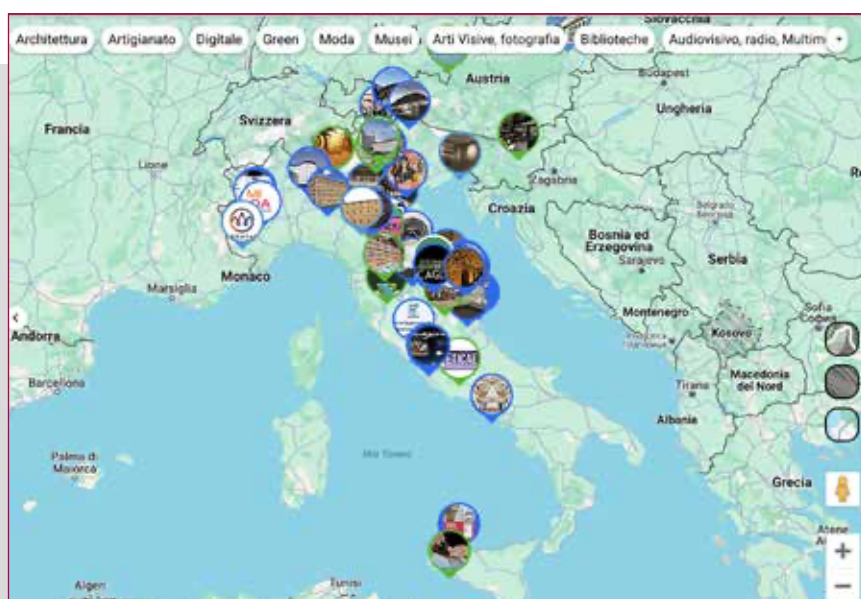 Architettura
Artigianato
Digitale
Green
Moda
Musei
Arti Visive, fotografia
Biblioteche
Audiovisivo, radio, Multim
Slovacchia
Austria
Budapest
Ungheria
Francia
Svizzera
Lione
Zagabria
Croazia
Belgrado
Bosnia ed
Erzegovina
Sarajevo
Serbia
Monaco
Marsiglia
Montenegro
Kosovo
Sofia
Andorra
Barcellona
Macedonia
del Nord
Tirana
Albania
Palma di
Maiorca
Mar Tirreno
Grecia
Atene
Algeri
Tunisi